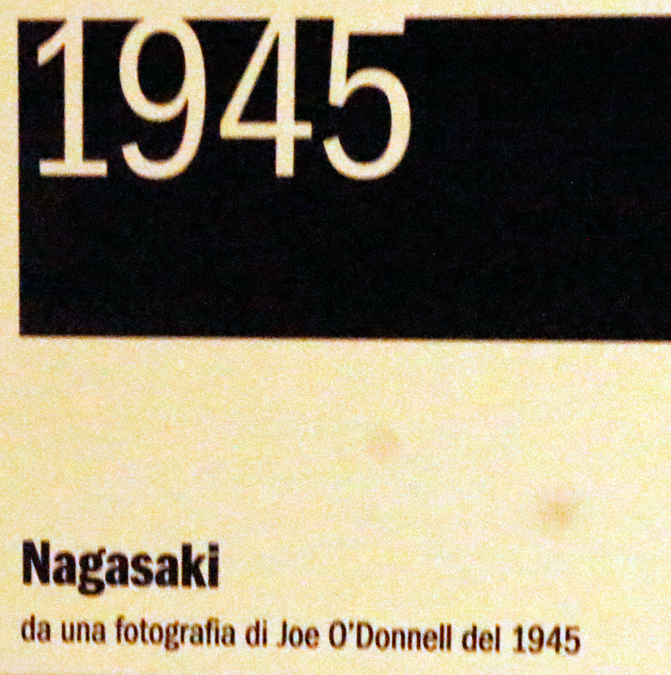 1945
Nagasaki
da una fotografia di Joe O'Donnell del 1945